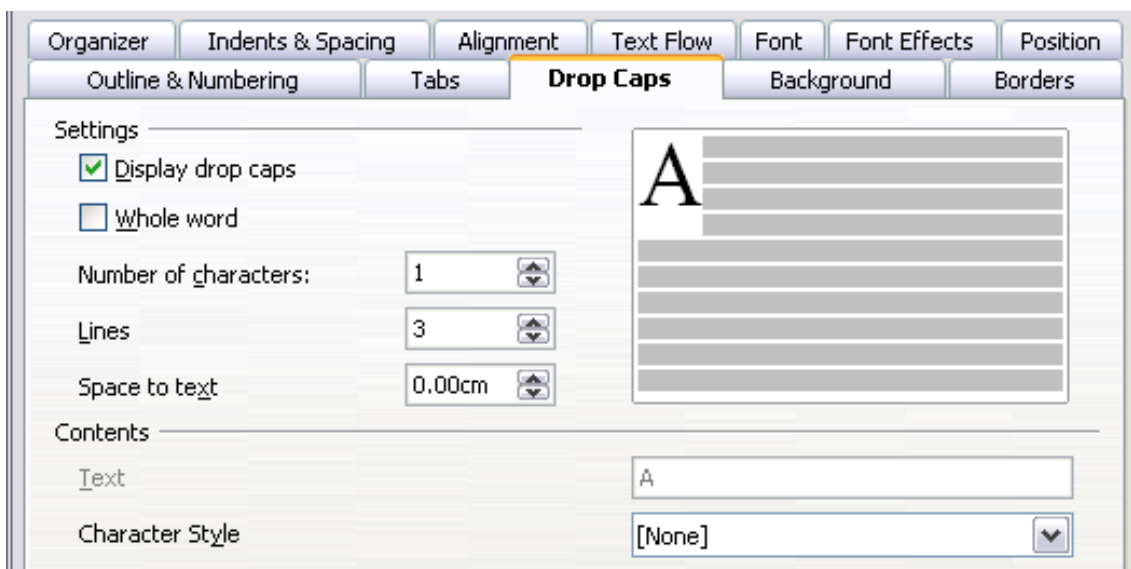 Organizer Indents & Spacing Alignment Text Flow Font Font Effects Position
Outline & Numbering Tabs Drop Caps Background Borders
Settings
Display drop caps
Whole word
Number of characters: 1
Lines 3
Space to text 0.00cm
A
Contents
Text A
Character Style [None]